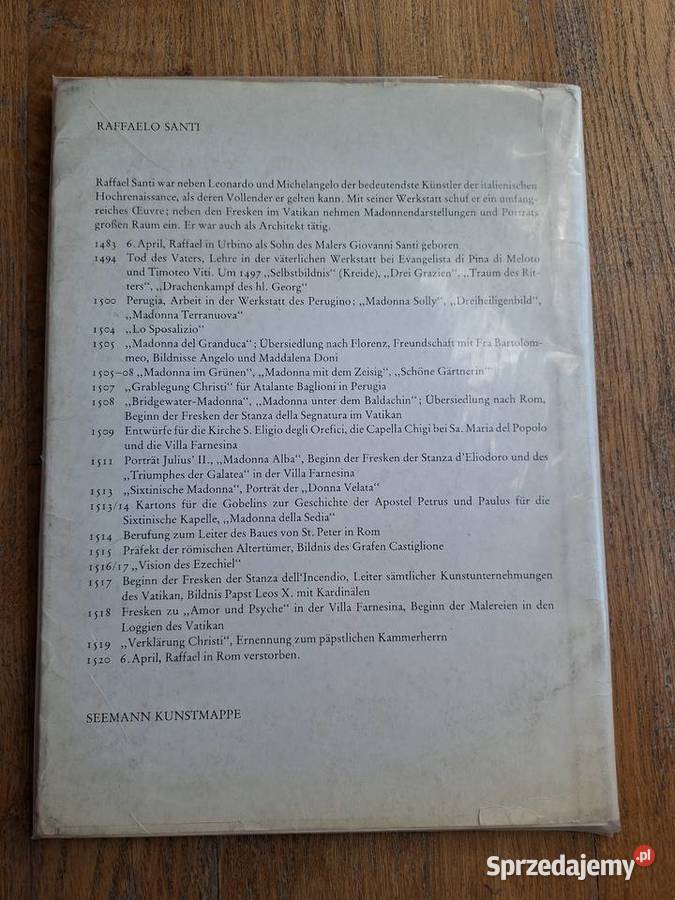 RAFFAELO SANTI
Raffael Santi war neben Leonardo und Michelangelo der bedeutendste Künstler der italienischen
Hochrenaissance, als deren Vollender er gelten kann. Mit seiner Werkstatt schuf er ein umfang-
reiches Œuvre; neben den Fresken im Vatikan nehmen Madonnendarstellungen und Porträts
großen Raum ein. Er war auch als Architekt tätig.
1483 6. April, Raffael in Urbino als Sohn des Malers Giovanni Santi geboren
1494 Tod des Vaters, Lehre in der väterlichen Werkstatt bei Evangelista di Pina di Meloto
und Timoteo Viti. Um 1497 „Selbstbildnis“ (Kreide), „Drei Grazien“, „Traum des Rit-
ters“, „Drachenkampf des hl. Georg“
1500 Perugia, Arbeit in der Werkstatt des Perugino; „Madonna Solly“, „Dreiheiligenbild“,
„Madonna Terranuova“
1504 „Lo Sposalizio“
1505 „Madonna del Granduca“; Übersiedlung nach Florenz, Freundschaft mit Fra Bartolom-
meo, Bildnisse Angelo und Maddalena Doni
1505–08 „Madonna im Grünen“, „Madonna mit dem Zeisig“, „Schöne Gärtnerin“
1507 „Grablegung Christi“ für Atalante Baglioni in Perugia
1508 „Bridgewater-Madonna“, „Madonna unter dem Baldachin“; Übersiedlung nach Rom,
Beginn der Fresken der Stanza della Segnatura im Vatikan
1509 Entwürfe für die Kirche S. Eligio degli Orefici, die Capella Chigi bei Sa. Maria del Popolo
und die Villa Farnesina
1511 Porträt Julius' II., „Madonna Alba“, Beginn der Fresken der Stanza d'Eliodoro und des
„Triumphes der Galatea“ in der Villa Farnesina
1513 „Sixtinische Madonna“, Porträt der „Donna Velata“
1513/14 Kartons für die Gobelins zur Geschichte der Apostel Petrus und Paulus für die
Sixtinische Kapelle, „Madonna della Sedia“
1514 Berufung zum Leiter des Baues von St. Peter in Rom
1515 Präfekt der römischen Altertümer, Bildnis des Grafen Castiglione
1516/17 „Vision des Ezechiel“
1517 Beginn der Fresken der Stanza dell'Incendio, Leiter sämtlicher Kunstunternehmungen
des Vatikan, Bildnis Papst Leos X. mit Kardinälen
1518 Fresken zu „Amor und Psyche“ in der Villa Farnesina, Beginn der Malereien in den
Loggien des Vatikan
1519 „Verklärung Christi“, Ernennung zum päpstlichen Kammerherrn
1520 6. April, Raffael in Rom verstorben.
SEEMANN KUNSTMAPPE
Sprzedajemy.pl